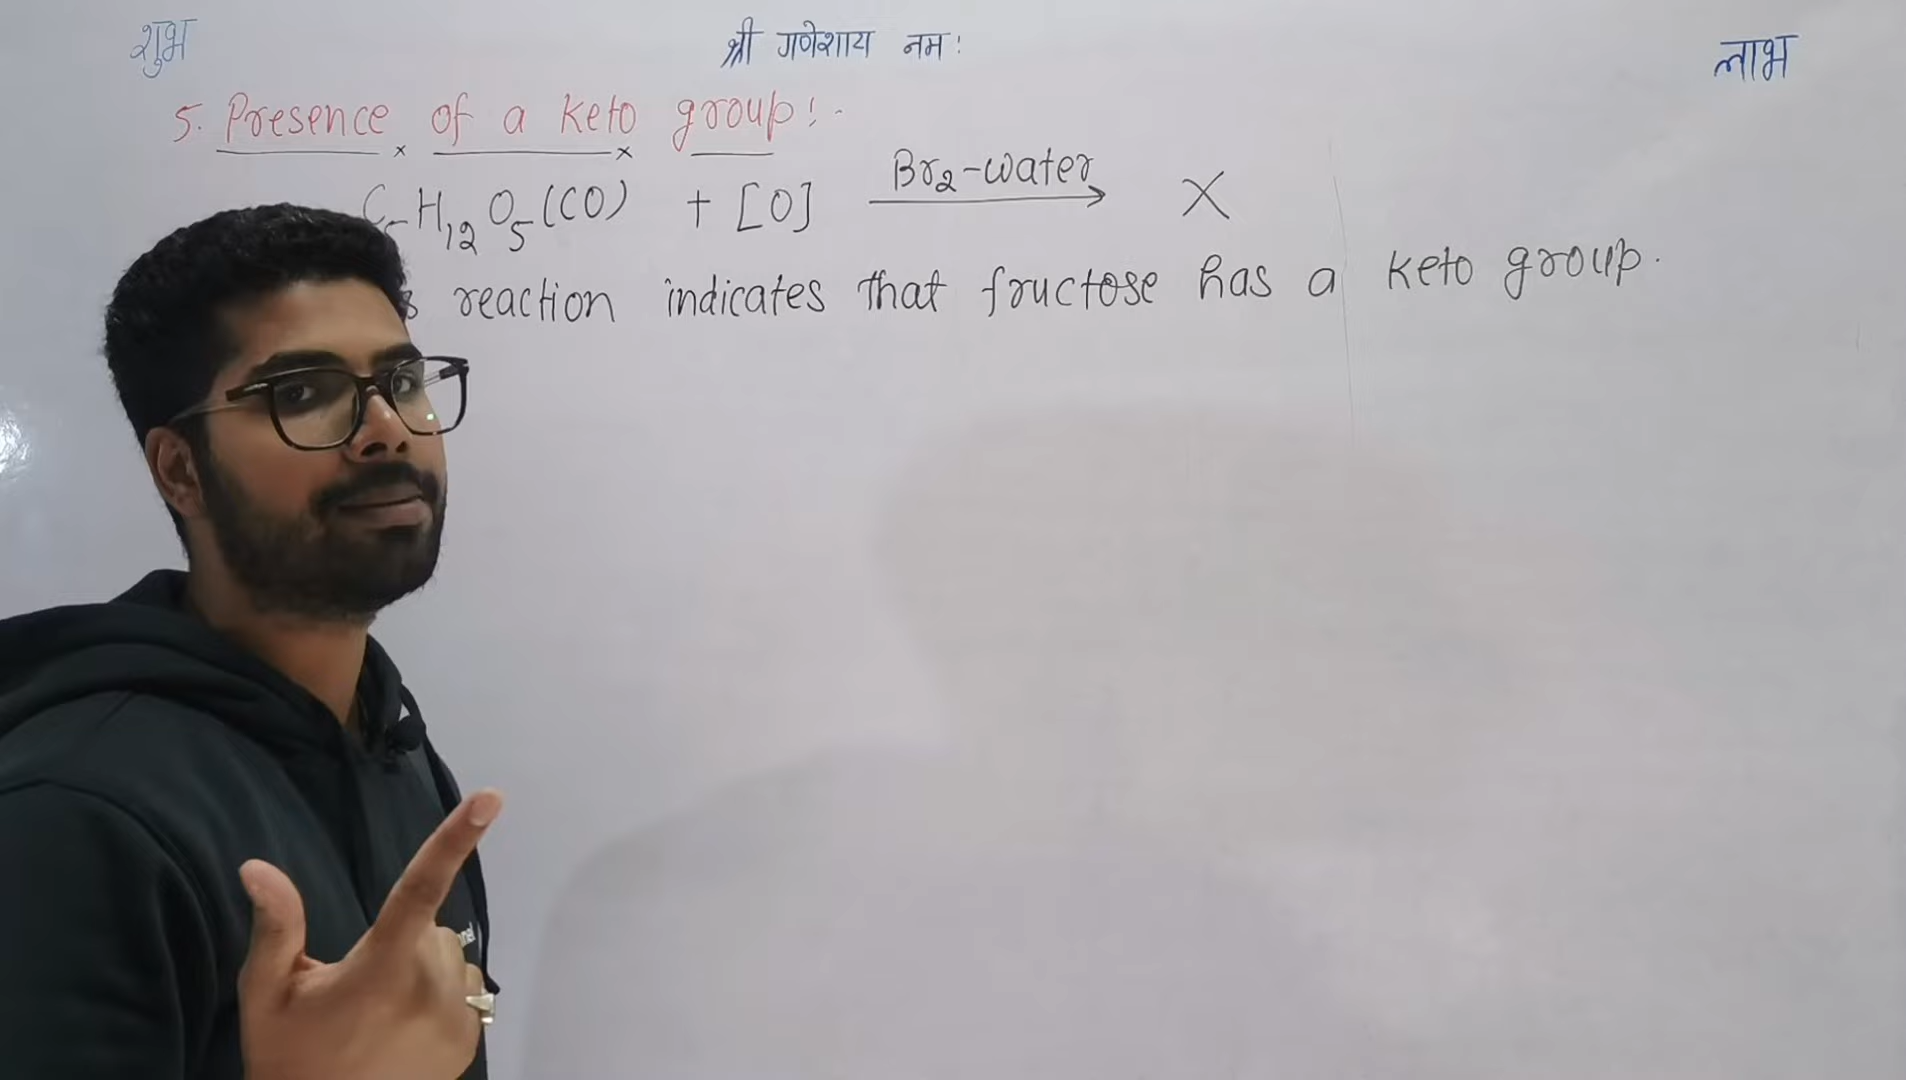 शुभ
श्री गणेशाय नमः
लाभ
5. Presence of a keto group:-
C₅H₁₂O₅(CO) + [O] Br₂-water X
reaction indicates that fructose has a keto group.